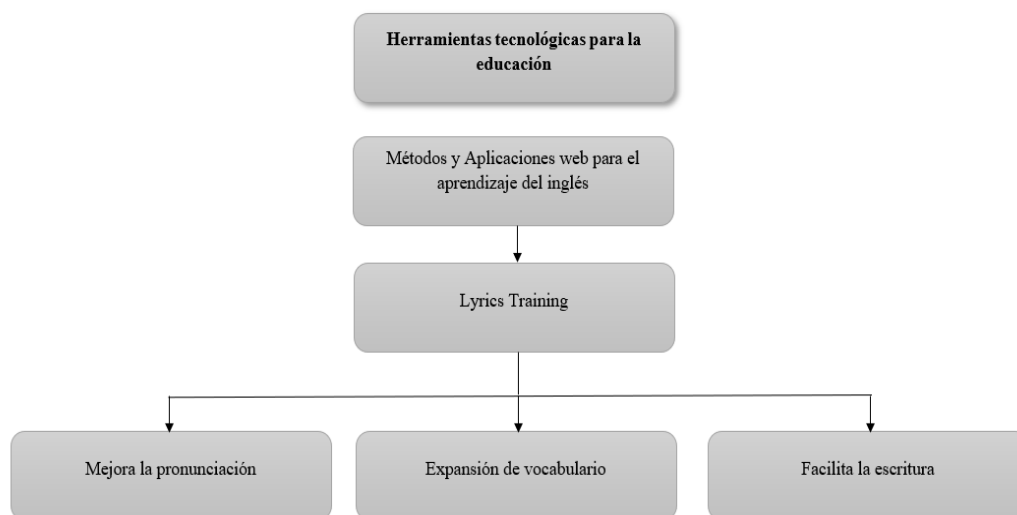 Herramientas tecnológicas para la
educación
Métodos y Aplicaciones web para el
aprendizaje del inglés
Lyrics Training
Mejora la pronunciación
Expansión de vocabulario
Facilita la escritura